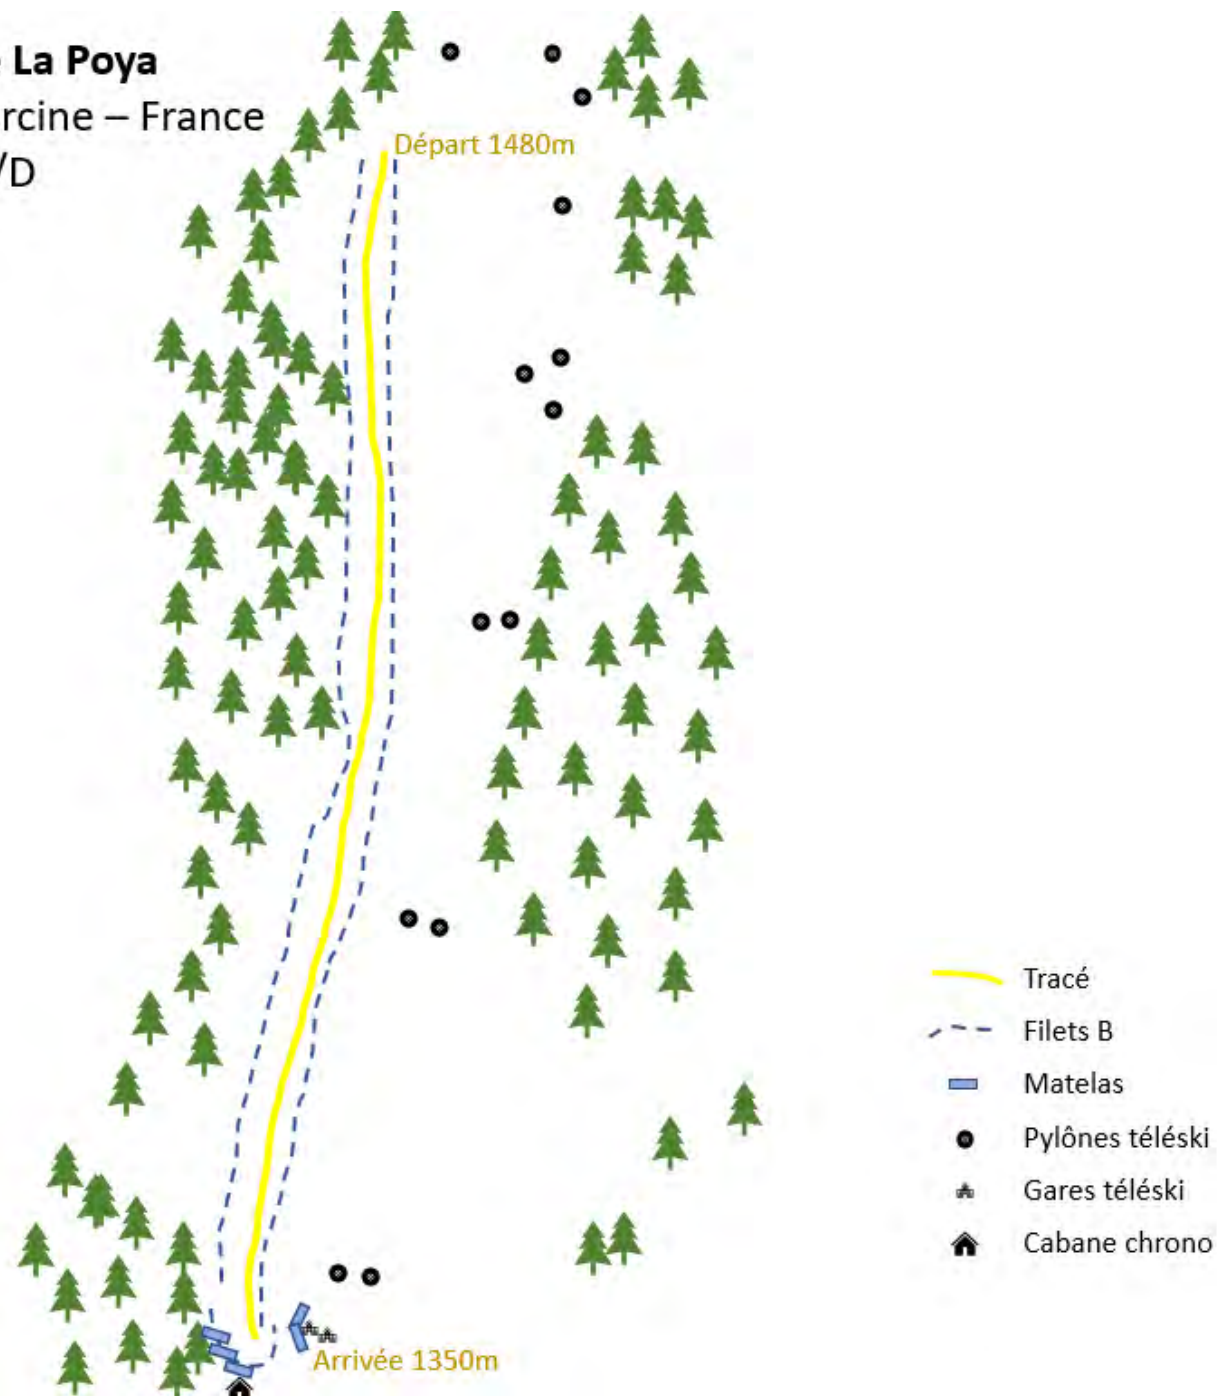 La Poya
rcine – France
/D
Départ 1480m
Tracé
Filets B
Matelas
Pylônes téléski
Gares téléski
Cabane chrono
Arrivée 1350m